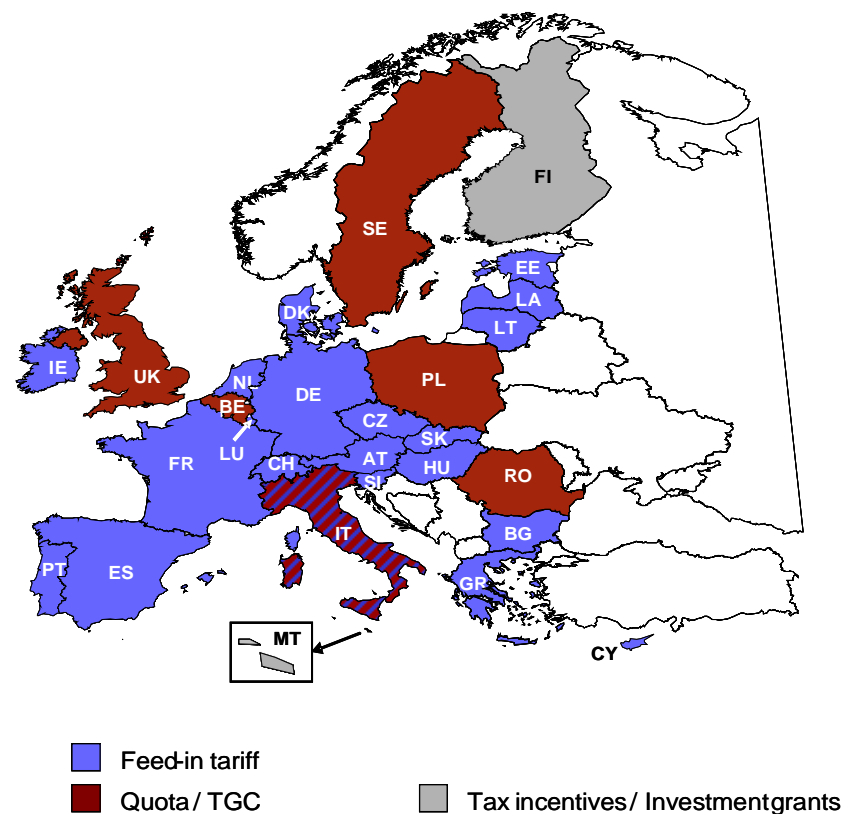 FI
SE
EE
LA
LT
DK
IE
UK
NL
BE
DE
PL
CZ
SK
LU
FR
CH
AT
HU
SI
RO
IT
BG
PT
ES
GR
MT
CY
Feed-in tariff
Quota / TGC
Tax incentives / Investment grants